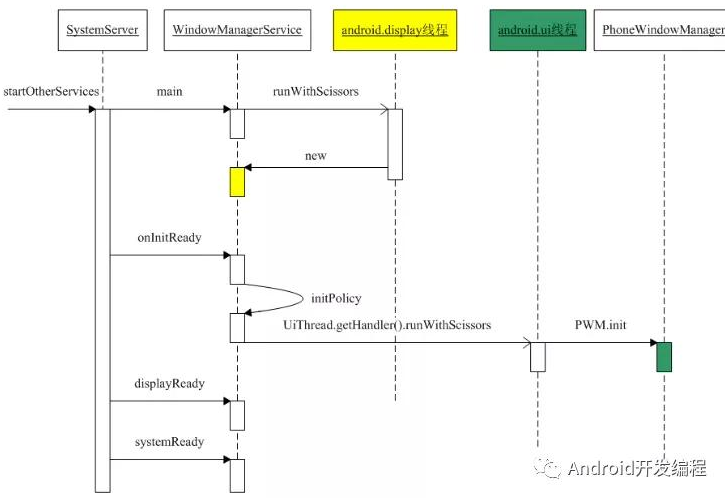 SystemServer WindowManagerService android.display线程 android.ui线程 PhoneWindowManager
startOtherServices main runWithScissors
new
onInitReady
initPolicy
UiThread.getHandler().runWithScissors PWM.init
displayReady
systemReady
Android开发编程